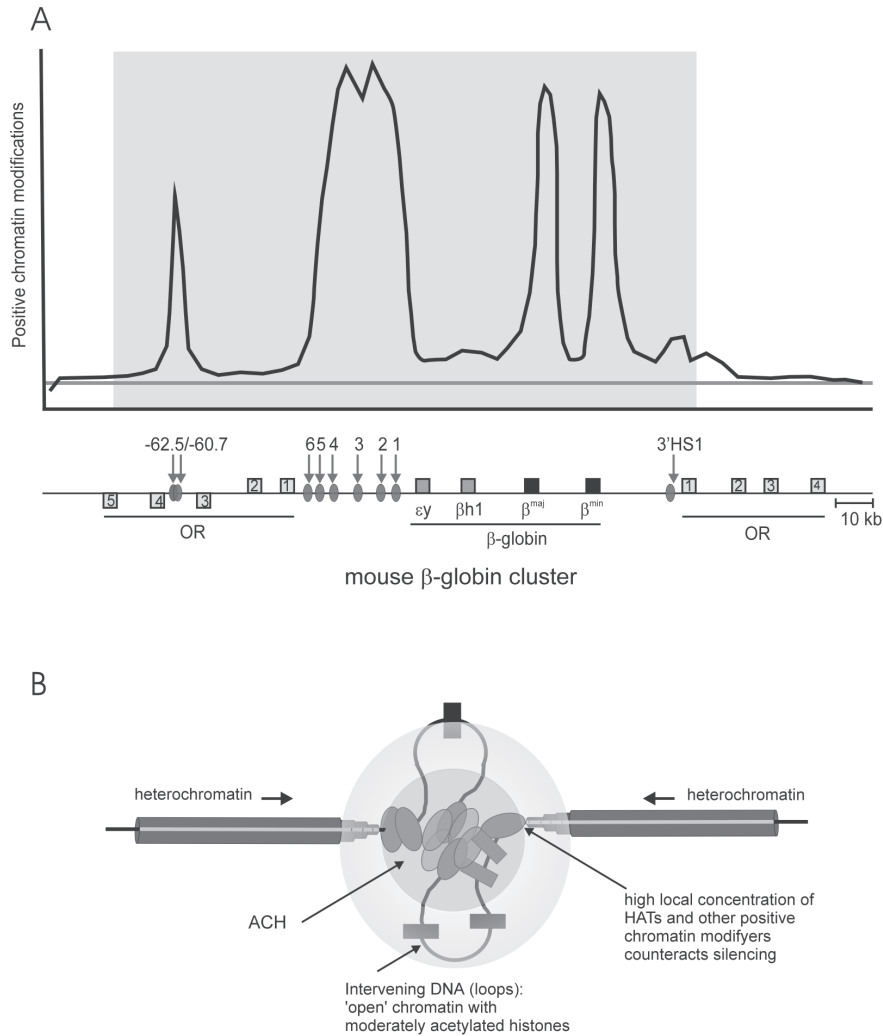 A
Positive chromatin modifications
-62.5/-60.7
6 5 4 3 2 1
3'HS1
5 4 3 2 1
εy βh1 βmaj βmin
1 2 3 4
10 kb
OR
β-globin
OR
mouse β-globin cluster
B
heterochromatin
heterochromatin
ACH
high local concentration of
HATs and other positive
chromatin modifyers
counteracts silencing
Intervening DNA (loops):
'open' chromatin with
moderately acetylated histones